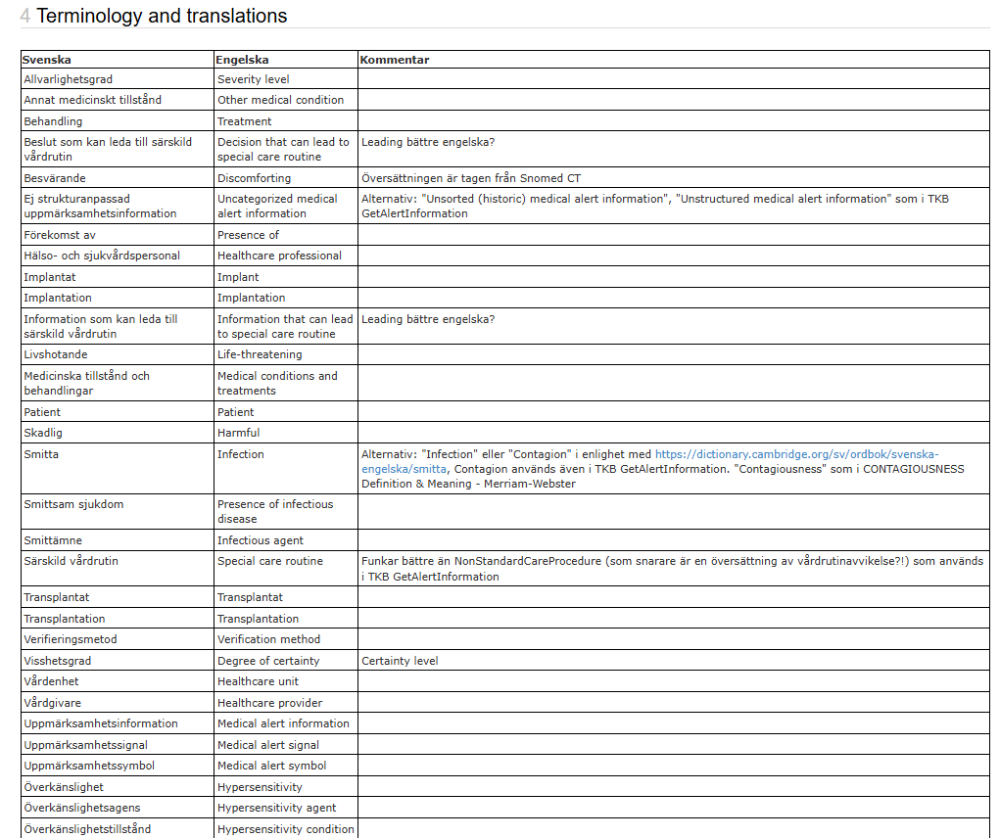 4 Terminology and translations
Svenska Engelska Kommentar
Allvarlighetsgrad Severity level
Annat medicinskt tillstånd Other medical condition
Behandling Treatment
Beslut som kan leda till särskild Decision that can lead to Leading bättre engelska?
vårdrutin special care routine
Besvärande Discomforting Översättningen är tagen från Snomed CT
Ej strukturanpassad Uncategorized medical Alternativ: "Unsorted (historic) medical alert information", "Unstructured medical alert information" som i TKB
uppmärksamhetsinformation alert information GetAlertInformation
Förekomst av Presence of
Hälso- och sjukvårdspersonal Healthcare professional
Implantat Implant
Implantation Implantation
Information som kan leda till Information that can lead Leading bättre engelska?
särskild vårdrutin to special care routine
Livshotande Life-threatening
Medicinska tillstånd och Medical conditions and
behandlingar treatments
Patient Patient
Skadlig Harmful
Smitta Infection Alternativ: "Infection" eller "Contagion" i enlighet med https://dictionary.cambridge.org/sv/ordbok/svenska-
engelska/smitta, Contagion används även i TKB GetAlertInformation. "Contagiousness" som i CONTAGIOUSNESS
Definition & Meaning - Merriam-Webster
Smittsam sjukdom Presence of infectious
disease
Smittämne Infectious agent
Särskild vårdrutin Special care routine Funkar bättre än NonStandardCareProcedure (som snarare är en översättning av vårdrutinavvikelse?!) som används
i TKB GetAlertInformation
Transplantat Transplantat
Transplantation Transplantation
Verifieringsmetod Verification method
Visshetsgrad Degree of certainty Certainty level
Vårdenhet Healthcare unit
Vårdgivare Healthcare provider
Uppmärksamhetsinformation Medical alert information
Uppmärksamhetssignal Medical alert signal
Uppmärksamhetssymbol Medical alert symbol
Överkänslighet Hypersensitivity
Överkänslighetsagens Hypersensitivity agent
Överkänslighetstillstånd Hypersensitivity condition